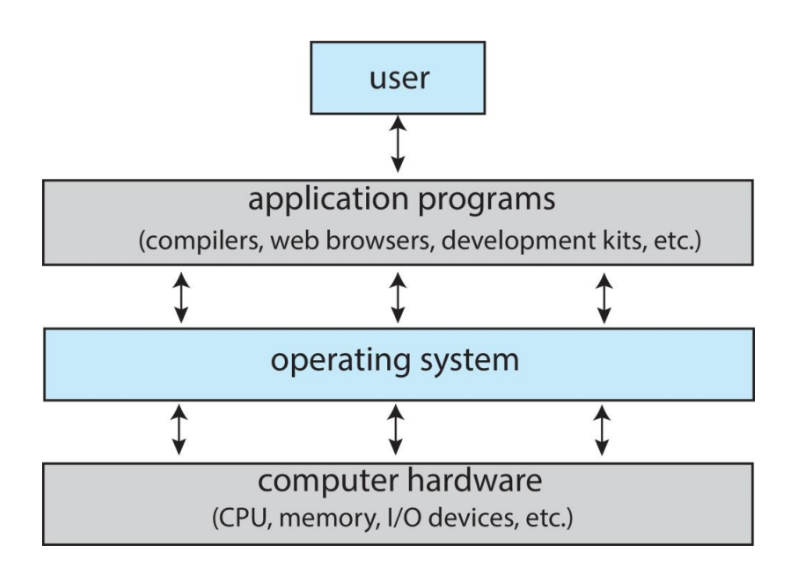 user
application programs
(compilers, web browsers, development kits, etc.)
operating system
computer hardware
(CPU, memory, I/O devices, etc.)